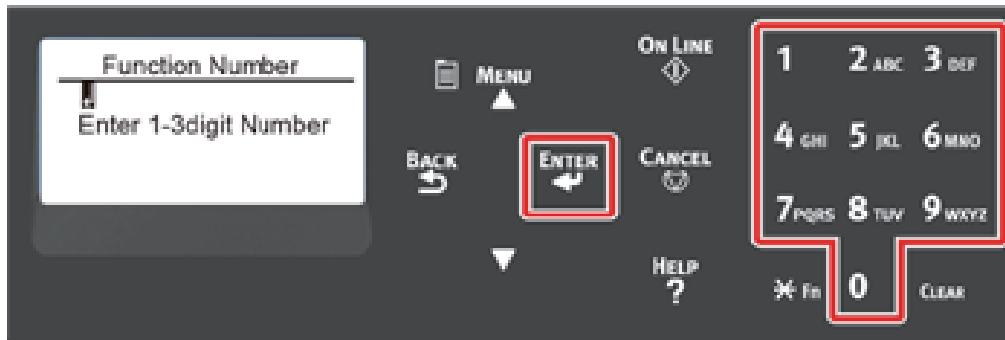 Function Number
Enter 1-3digit Number
MENU
BACK
ENTER
ON LINE
CANCEL
HELP
?
1 2 ABC 3 DEF
4 GHI 5 JKL 6 MNO
7 PQRS 8 TUV 9 WXYZ
* Fn 0 CLEAR